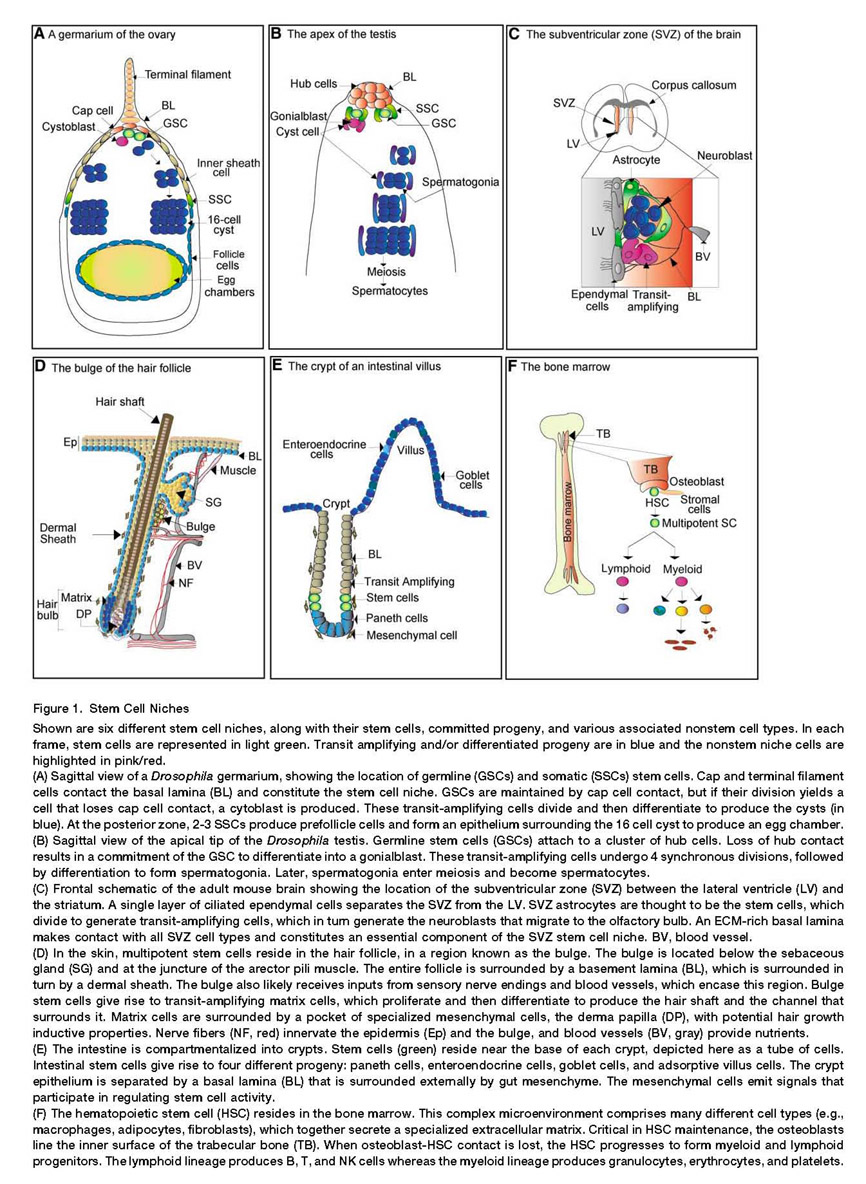 A A germarium of the ovary
Terminal filament
Cap cell
BL
Cystoblast
GSC
Inner sheath
cell
SSC
16-cell
cyst
Follicle
cells
Egg
chambers
B The apex of the testis
Hub cells
BL
Gonialblast
SSC
GSC
Cyst cell
Spermatogonia
Meiosis
Spermatocytes
C The subventricular zone (SVZ) of the brain
Corpus callosum
SVZ
LV
Astrocyte
Neuroblast
LV
BV
Ependymal
cells
Transit-
amplifying
BL
D The bulge of the hair follicle
Hair shaft
Ep
BL
Muscle
SG
Bulge
Dermal
Sheath
BV
NF
Matrix
Hair
bulb
DP
E The crypt of an intestinal villus
Enteroendocrine
cells
Villus
Goblet
cells
Crypt
BL
Transit Amplifying
Stem cells
Paneth cells
Mesenchymal cell
F The bone marrow
TB
TB
Osteoblast
HSC
Stromal
cells
Multipotent SC
Bone marrow
Lymphoid
Myeloid
Figure 1. Stem Cell Niches
Shown are six different stem cell niches, along with their stem cells, committed progeny, and various associated nonstem cell types. In each
frame, stem cells are represented in light green. Transit amplifying and/or differentiated progeny are in blue and the nonstem niche cells are
highlighted in pink/red.
(A) Sagittal view of a Drosophila germarium, showing the location of germline (GSCs) and somatic (SSCs) stem cells. Cap and terminal filament
cells contact the basal lamina (BL) and constitute the stem cell niche. GSCs are maintained by cap cell contact, but if their division yields a
cell that loses cap cell contact, a cytoblast is produced. These transit-amplifying cells divide and then differentiate to produce the cysts (in
blue). At the posterior zone, 2-3 SSCs produce prefollicle cells and form an epithelium surrounding the 16 cell cyst to produce an egg chamber.
(B) Sagittal view of the apical tip of the Drosophila testis. Germline stem cells (GSCs) attach to a cluster of hub cells. Loss of hub contact
results in a commitment of the GSC to differentiate into a gonialblast. These transit-amplifying cells undergo 4 synchronous divisions, followed
by differentiation to form spermatogonia. Later, spermatogonia enter meiosis and become spermatocytes.
(C) Frontal schematic of the adult mouse brain showing the location of the subventricular zone (SVZ) between the lateral ventricle (LV) and
the striatum. A single layer of ciliated ependymal cells separates the SVZ from the LV. SVZ astrocytes are thought to be the stem cells, which
divide to generate transit-amplifying cells, which in turn generate the neuroblasts that migrate to the olfactory bulb. An ECM-rich basal lamina
makes contact with all SVZ cell types and constitutes an essential component of the SVZ stem cell niche. BV, blood vessel.
(D) In the skin, multipotent stem cells reside in the hair follicle, in a region known as the bulge. The bulge is located below the sebaceous
gland (SG) and at the juncture of the arector pili muscle. The entire follicle is surrounded by a basement lamina (BL), which is surrounded in
turn by a dermal sheath. The bulge also likely receives inputs from sensory nerve endings and blood vessels, which encase this region. Bulge
stem cells give rise to transit-amplifying matrix cells, which proliferate and then differentiate to produce the hair shaft and the channel that
surrounds it. Matrix cells are surrounded by a pocket of specialized mesenchymal cells, the derma papilla (DP), with potential hair growth
inductive properties. Nerve fibers (NF, red) innervate the epidermis (Ep) and the bulge, and blood vessels (BV, gray) provide nutrients.
(E) The intestine is compartmentalized into crypts. Stem cells (green) reside near the base of each crypt, depicted here as a tube of cells.
Intestinal stem cells give rise to four different progeny: paneth cells, enteroendocrine cells, goblet cells, and adsorptive villus cells. The crypt
epithelium is separated by a basal lamina (BL) that is surrounded externally by gut mesenchyme. The mesenchymal cells emit signals that
participate in regulating stem cell activity.
(F) The hematopoietic stem cell (HSC) resides in the bone marrow. This complex microenvironment comprises many different cell types (e.g.,
macrophages, adipocytes, fibroblasts), which together secrete a specialized extracellular matrix. Critical in HSC maintenance, the osteoblasts
line the inner surface of the trabecular bone (TB). When osteoblast-HSC contact is lost, the HSC progresses to form myeloid and lymphoid
progenitors. The lymphoid lineage produces B, T, and NK cells whereas the myeloid lineage produces granulocytes, erythrocytes, and platelets.